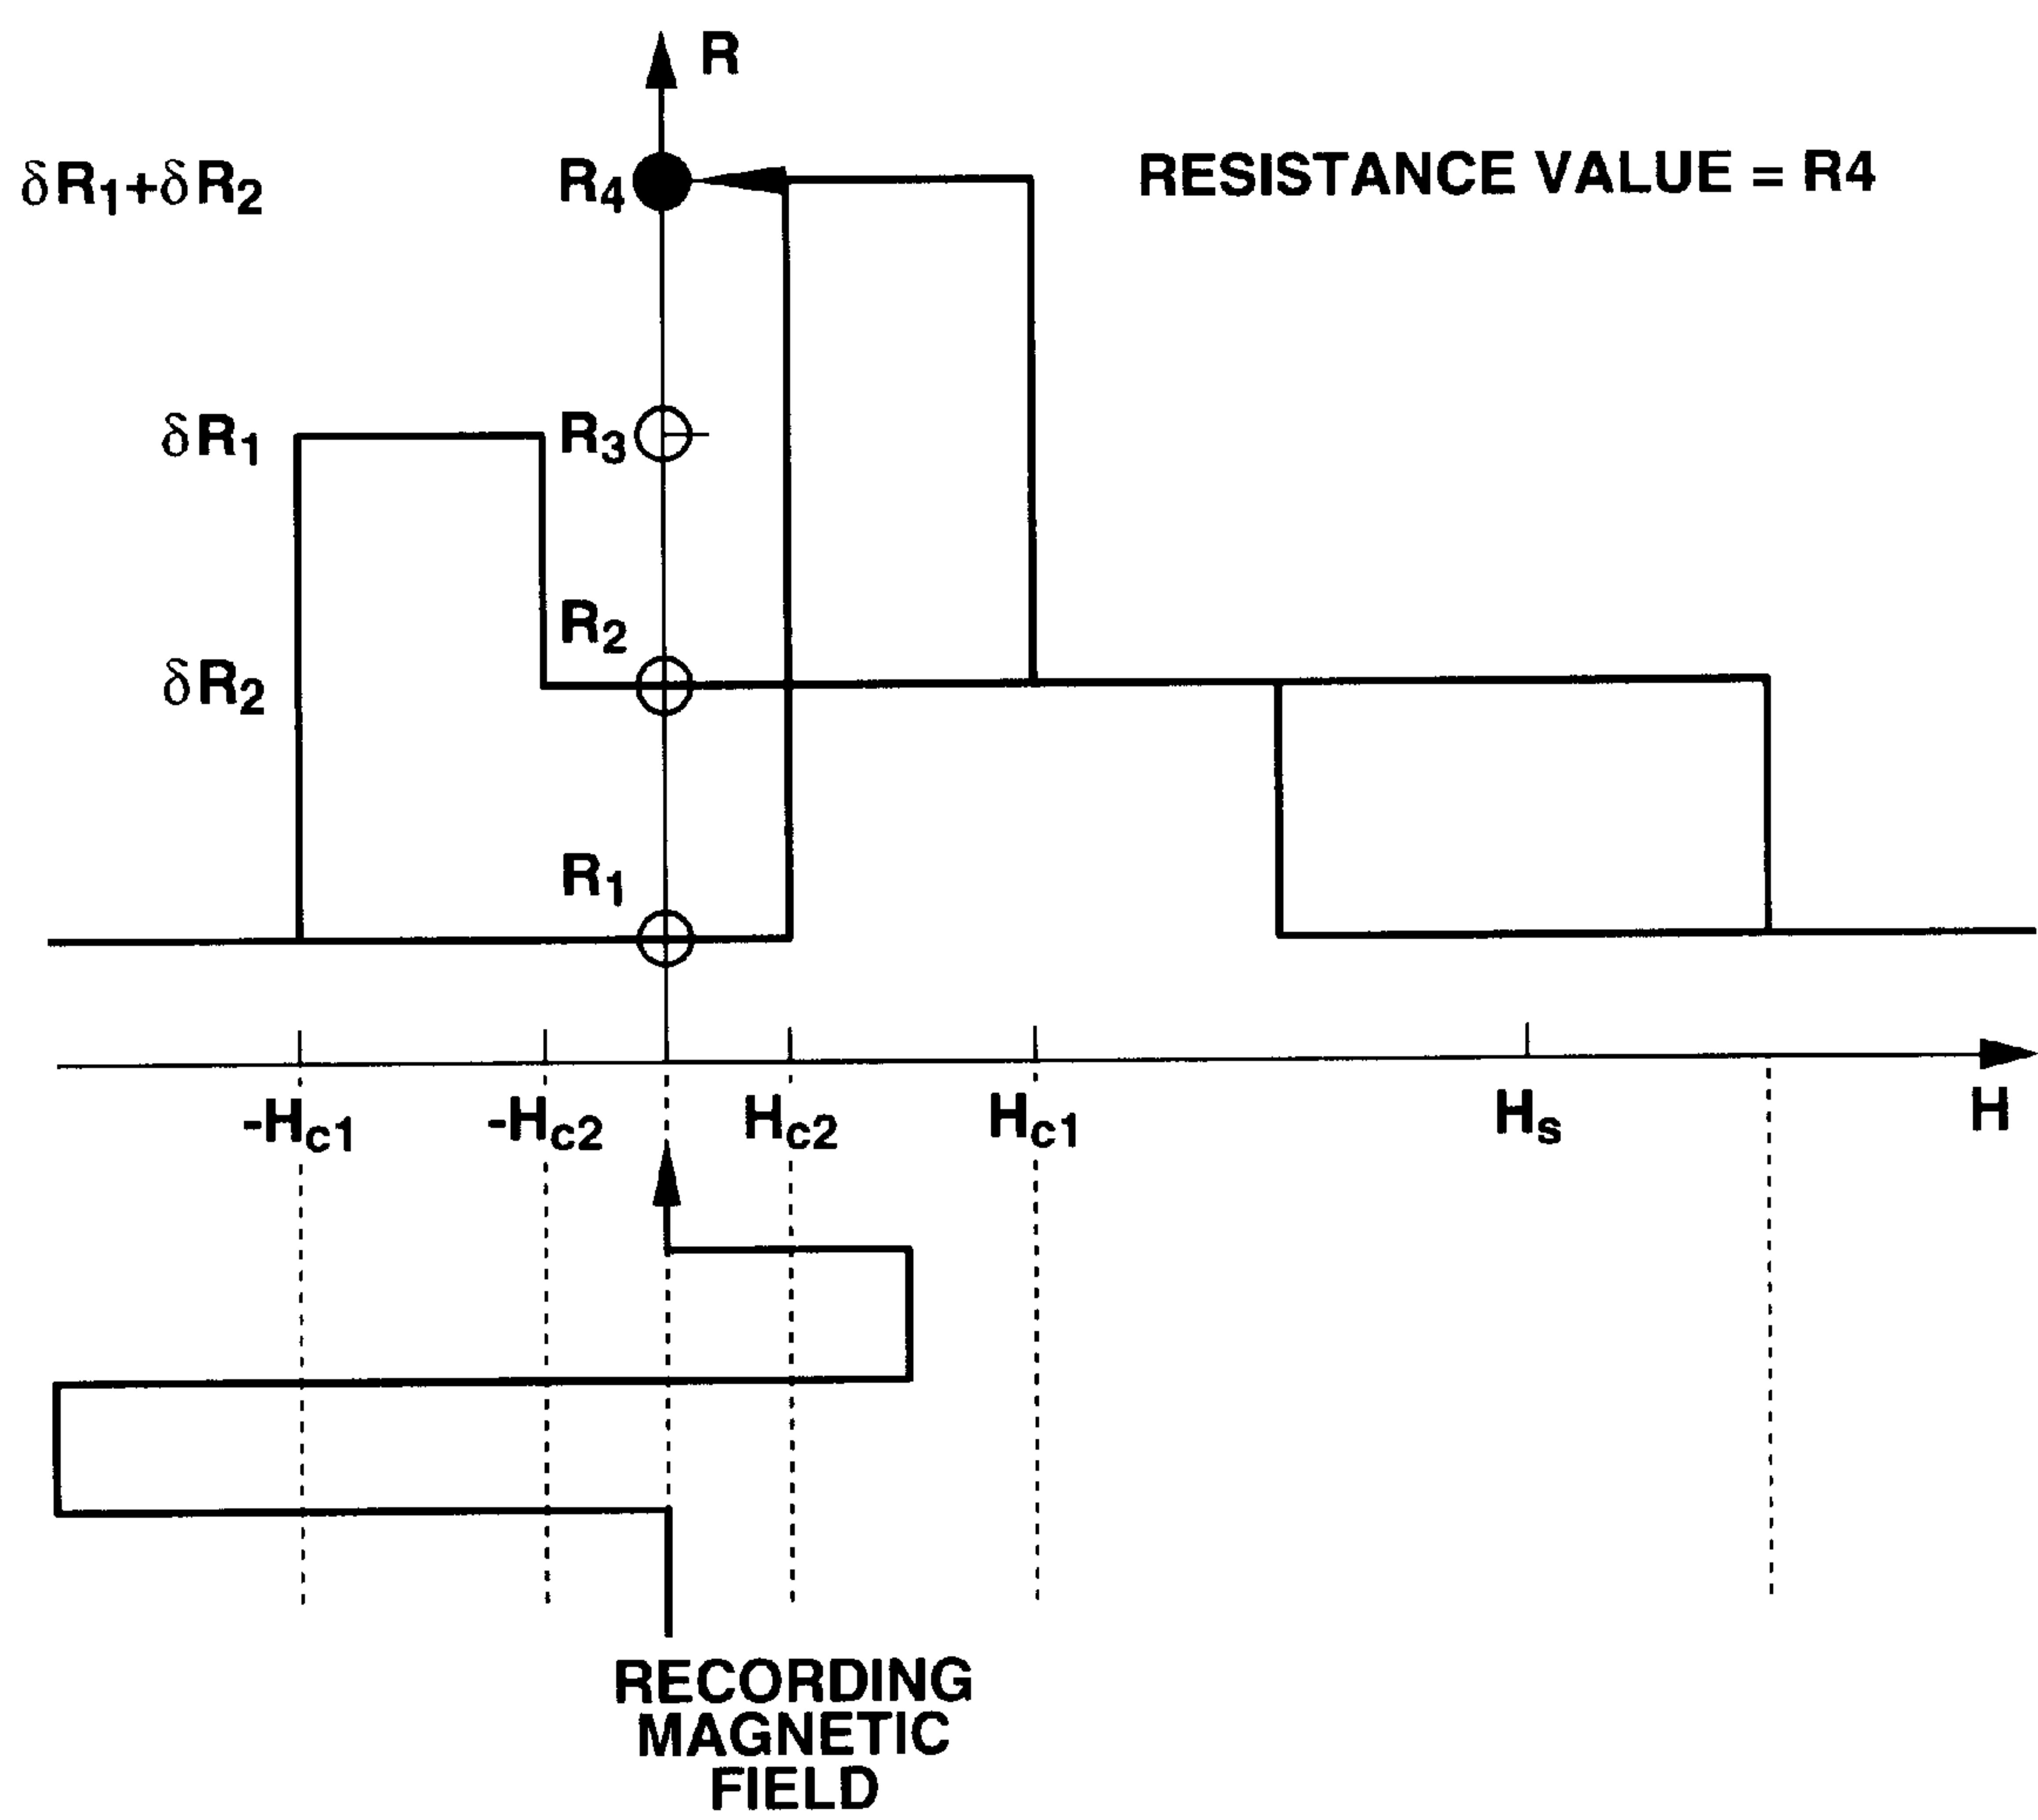 R
δR₁+δR₂
R₄
RESISTANCE VALUE = R4
δR₁
R₃
R₂
δR₂
R₁
-Hc1
-Hc2
Hc2
Hc1
Hs
H
RECORDING
MAGNETIC
FIELD